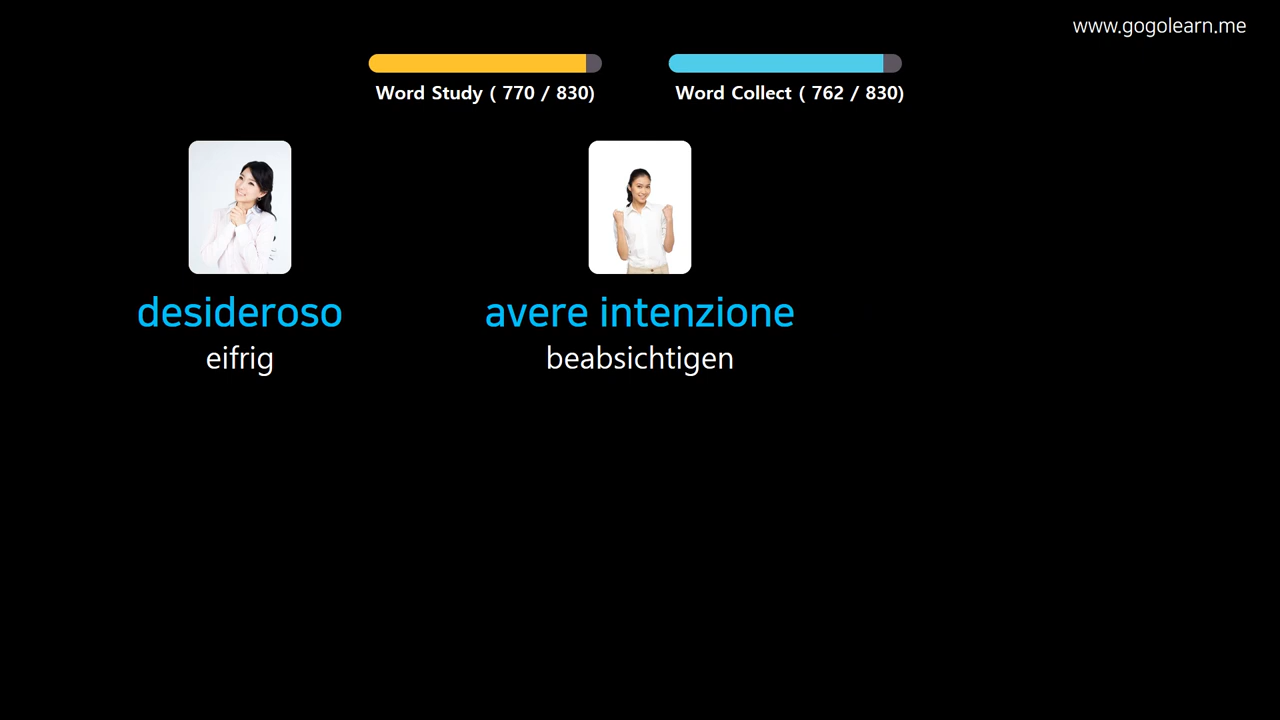 www.gogolearn.me
Word Study ( 770 / 830)
Word Collect ( 762 / 830)
desideroso
eifrig
avere intenzione
beabsichtigen